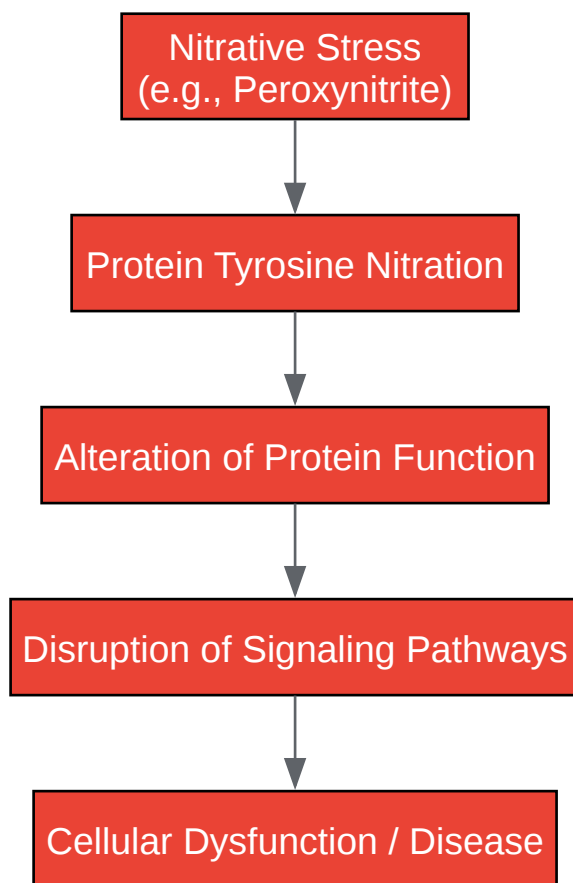 Nitrative Stress
(e.g., Peroxynitrite)
Protein Tyrosine Nitration
Alteration of Protein Function
Disruption of Signaling Pathways
Cellular Dysfunction / Disease